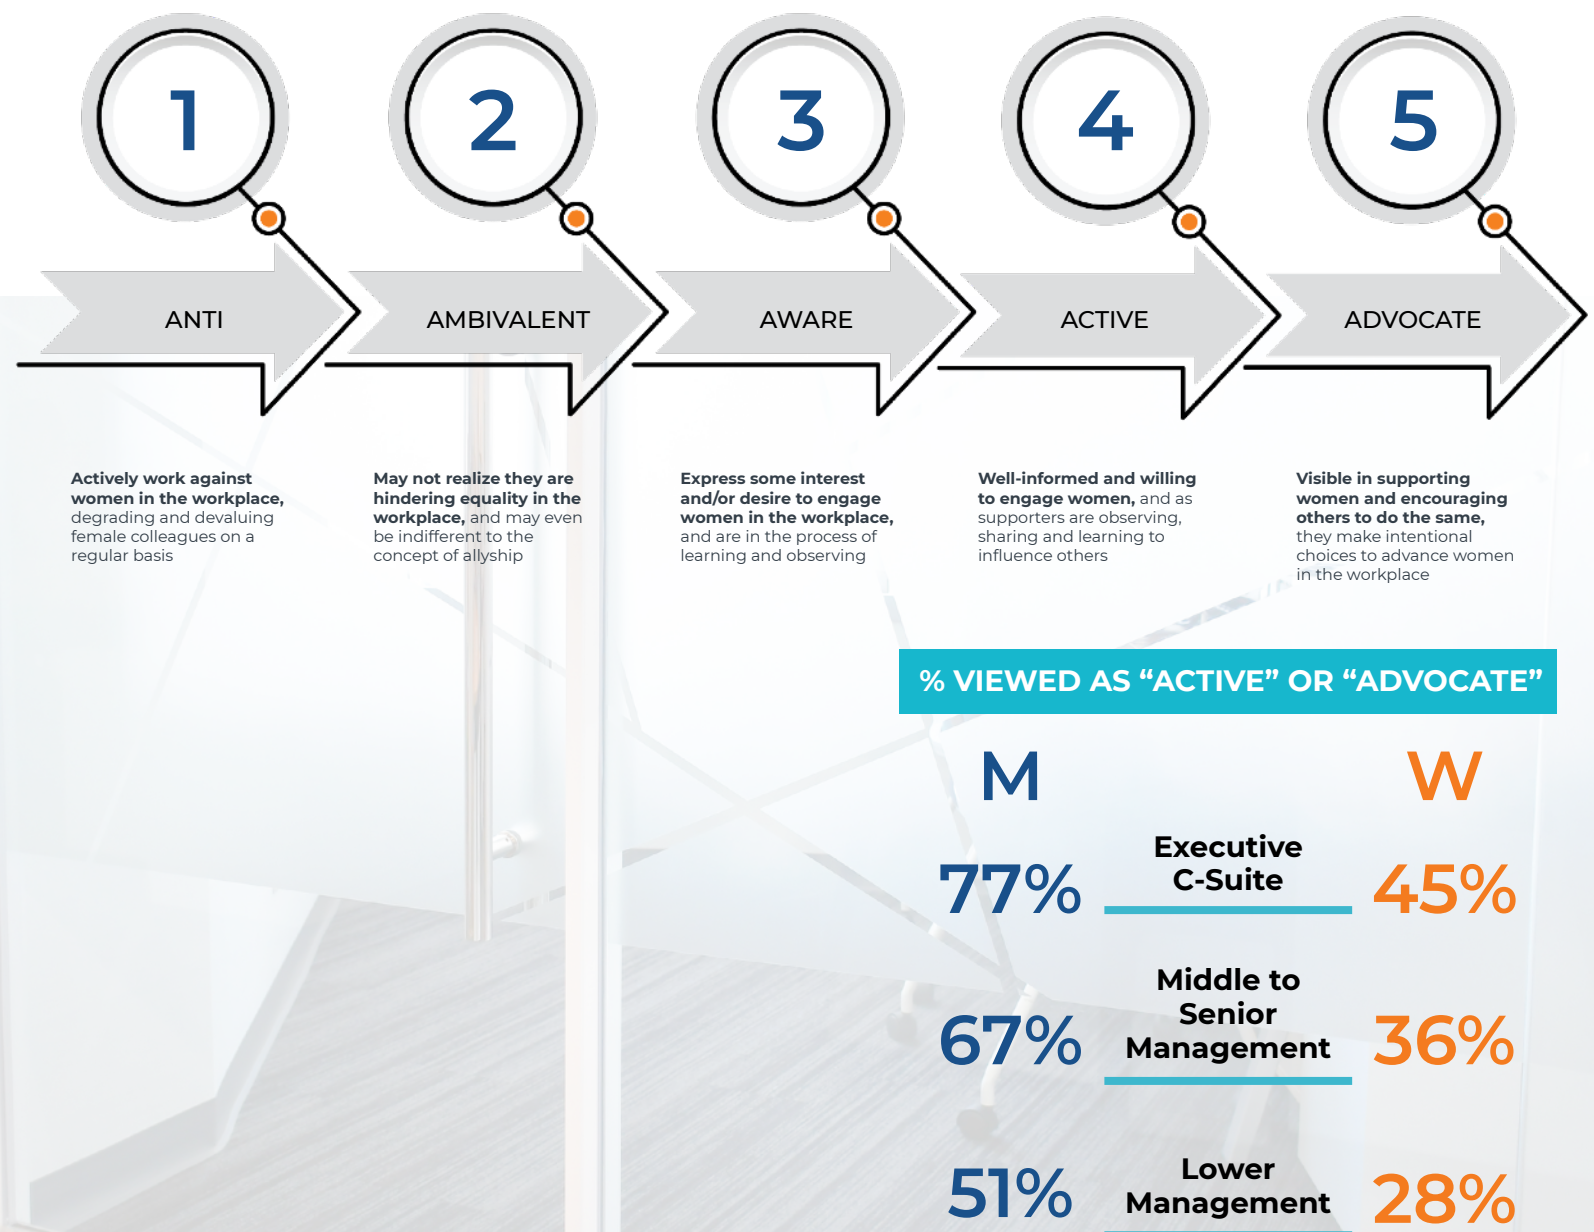 1
2
3
4
5
ANTI
AMBIVALENT
AWARE
ACTIVE
ADVOCATE
Actively work against
women in the workplace,
degrading and devaluing
female colleagues on a
regular basis
May not realize they are
hindering equality in the
workplace, and may even
be indifferent to the
concept of allyship
Express some interest
and/or desire to engage
women in the workplace,
and are in the process of
learning and observing
Well-informed and willing
to engage women, and as
supporters are observing,
sharing and learning to
influence others
Visible in supporting
women and encouraging
others to do the same,
they make intentional
choices to advance women
in the workplace
% VIEWED AS “ACTIVE” OR “ADVOCATE”
M
W
77%
Executive
C-Suite
45%
67%
Middle to
Senior
Management
36%
51%
Lower
Management
28%